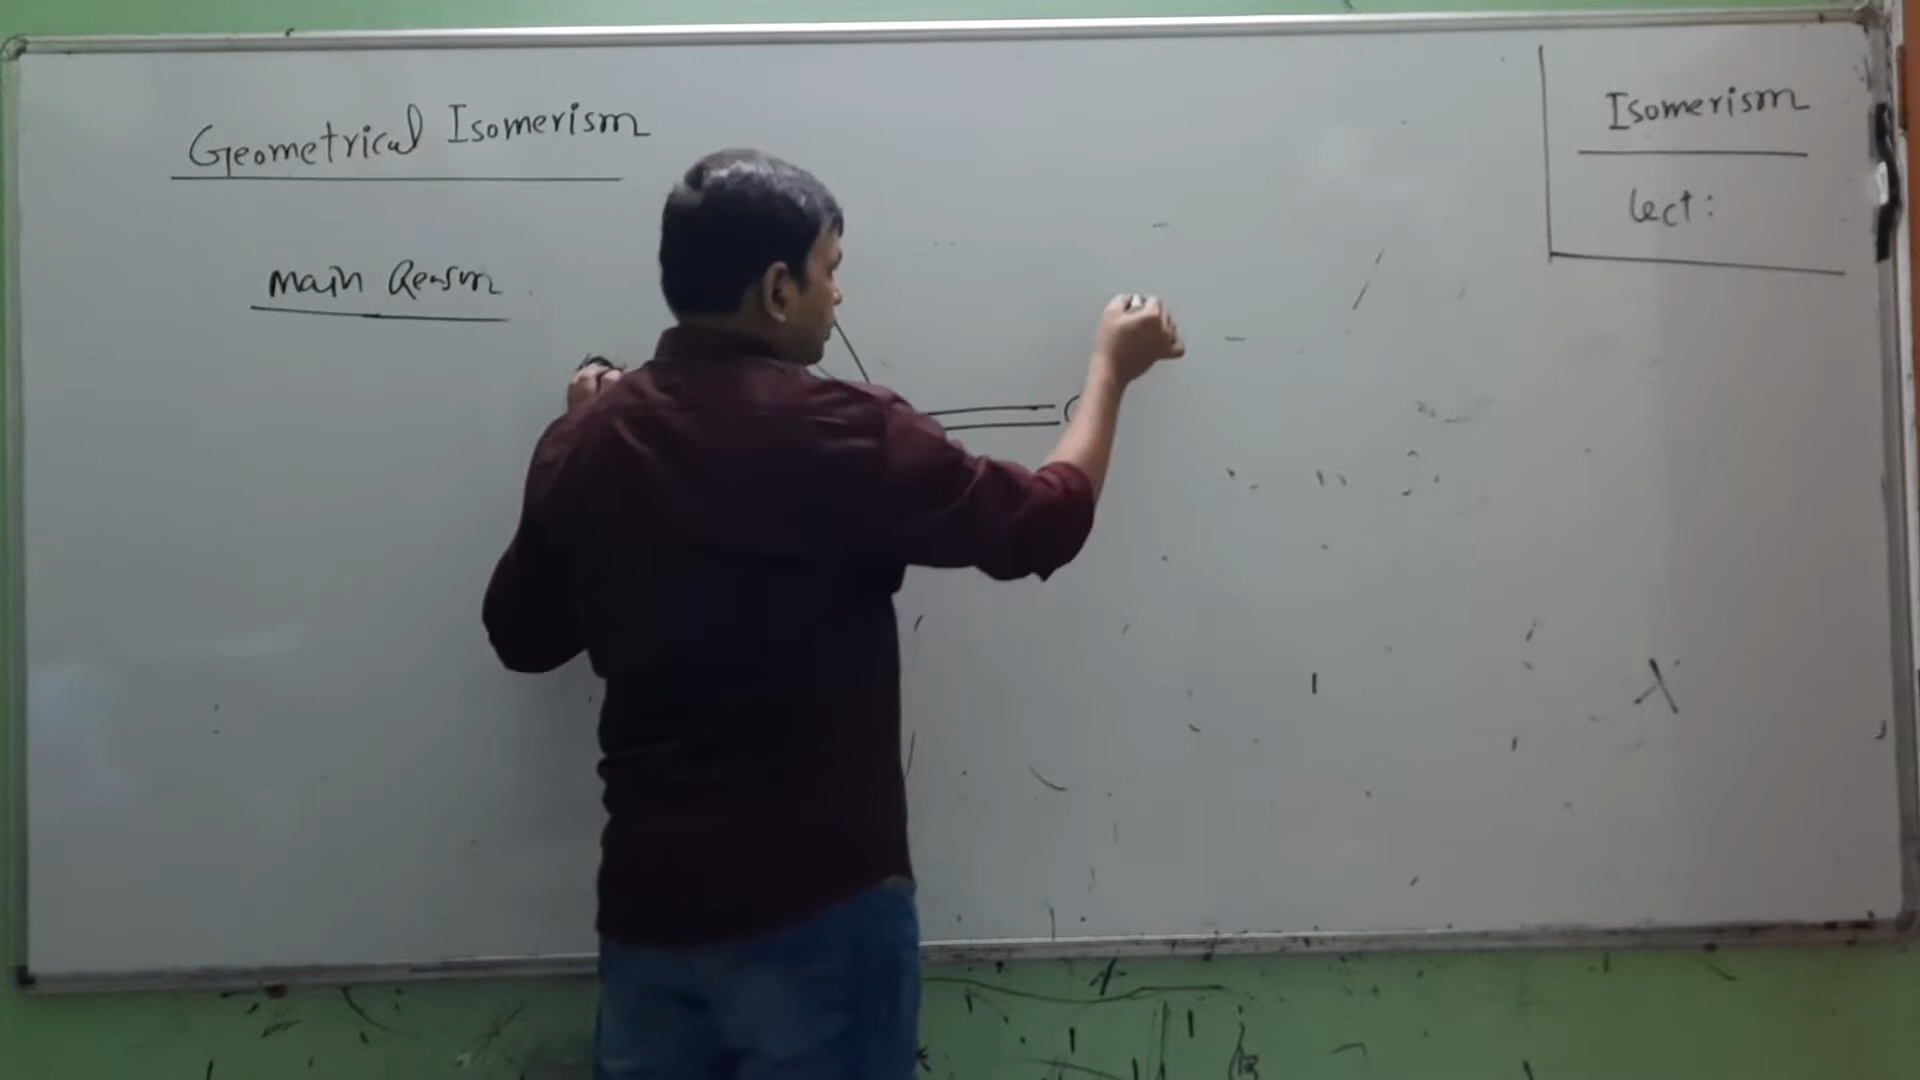 Geometrical Isomerism
Isomerism
Lect:
Main Reason